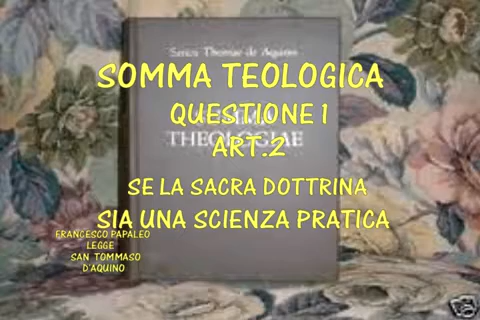 Sancti Thomae de Aquino
SOMMA TEOLOGICA
QUESTIONE 1
THEOLOGIAE
ART.2
SE LA SACRA DOTTRINA
SIA UNA SCIENZA PRATICA
FRANCESCO PAPALEO
LEGGE
SAN TOMMASO
D'AQUINO